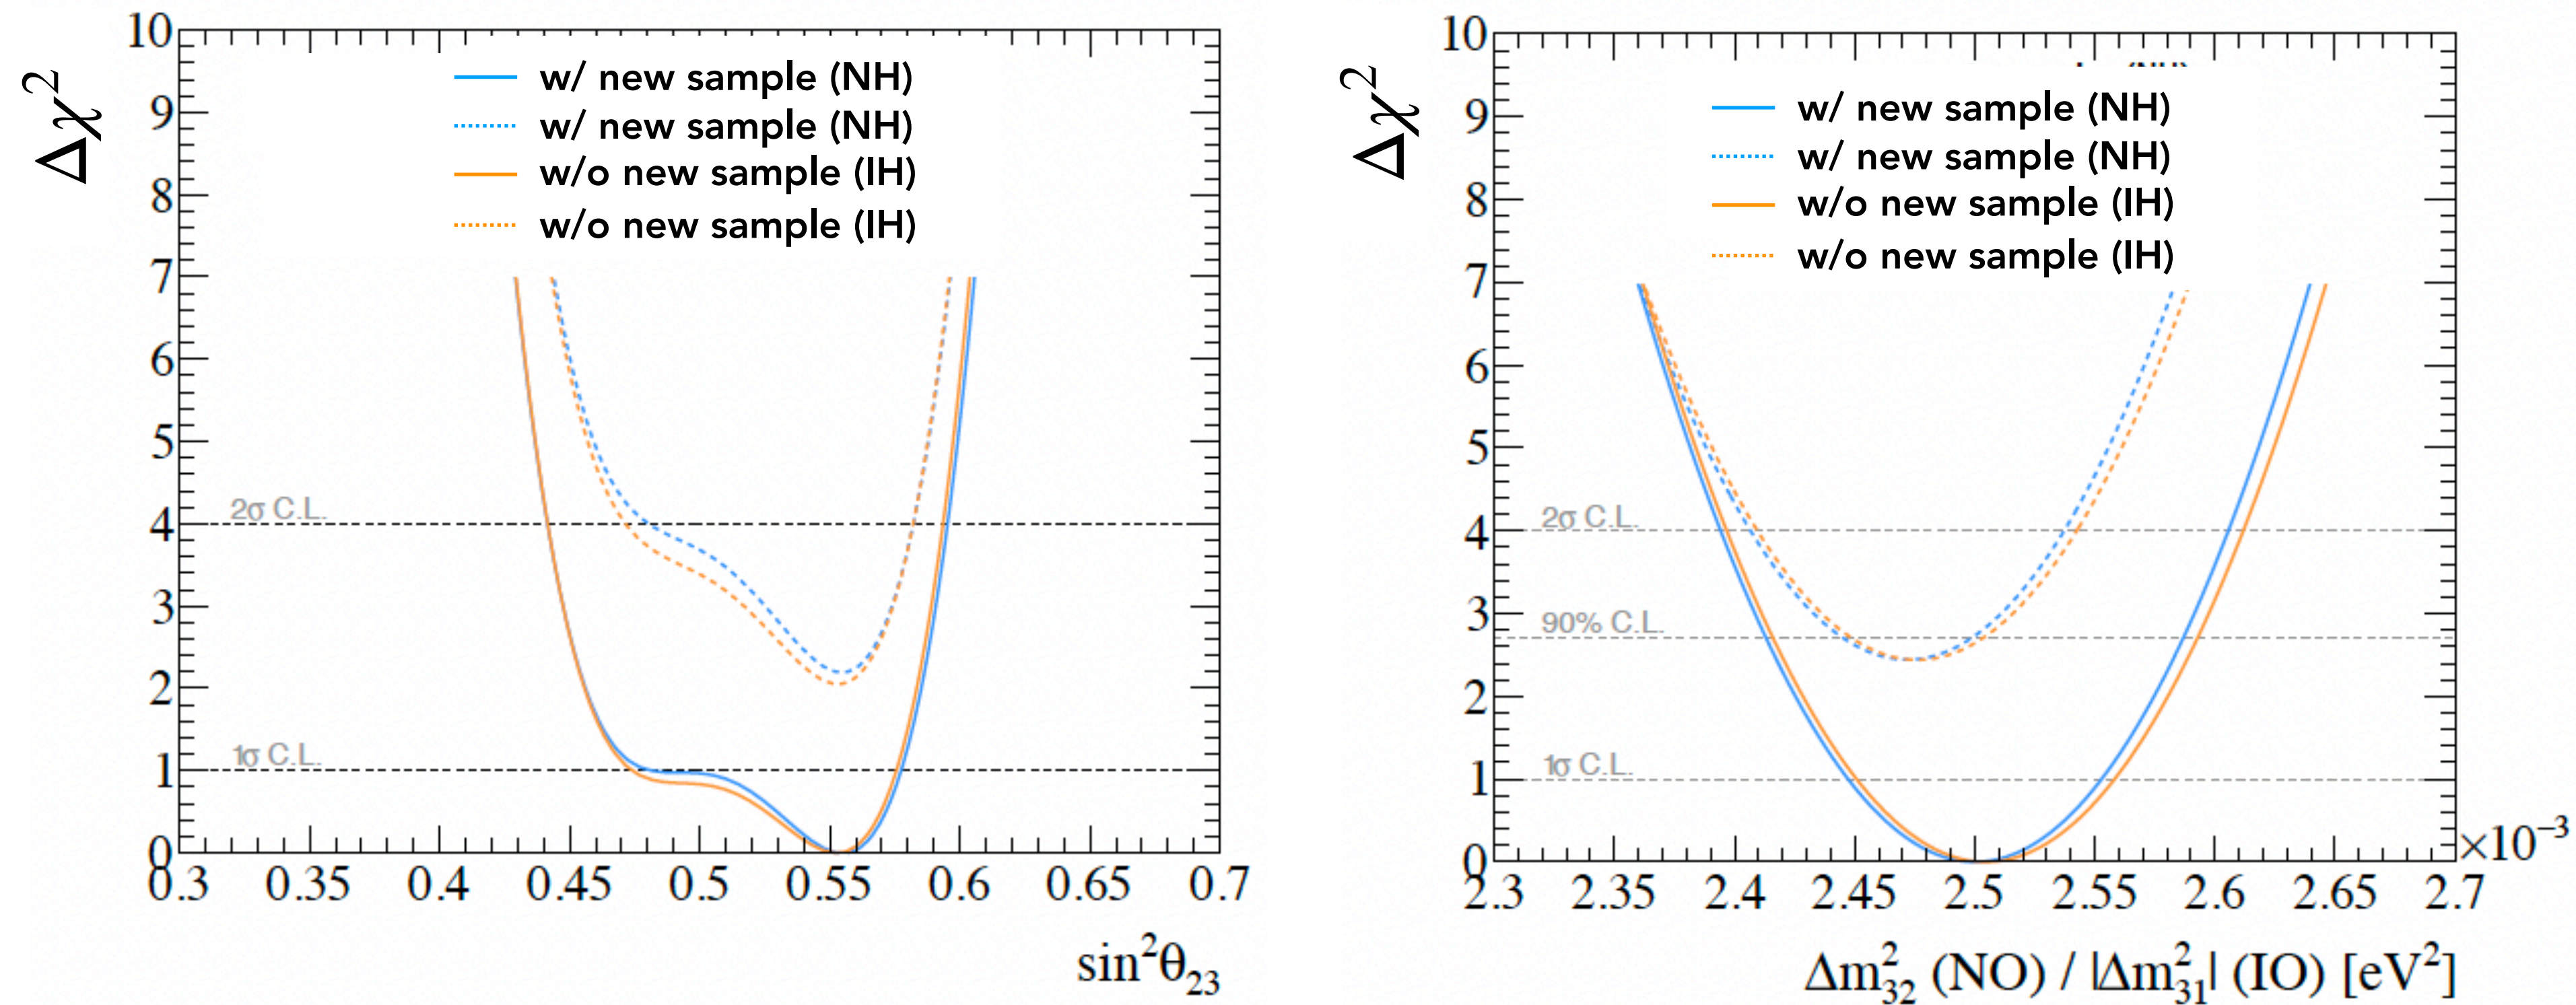 Δχ²
10
9
8
7
6
5
4
3
2
1
0
w/ new sample (NH)
w/ new sample (NH)
w/o new sample (IH)
w/o new sample (IH)
2σ C.L.
1σ C.L.
0.3 0.35 0.4 0.45 0.5 0.55 0.6 0.65 0.7
sin²θ₂₃
Δχ²
10
9
8
7
6
5
4
3
2
1
0
w/ new sample (NH)
w/ new sample (NH)
w/o new sample (IH)
w/o new sample (IH)
2σ C.L.
90% C.L.
1σ C.L.
×10⁻³
2.3 2.35 2.4 2.45 2.5 2.55 2.6 2.65 2.7
Δm²₃₂ (NO) / |Δm²₃₁| (IO) [eV²]